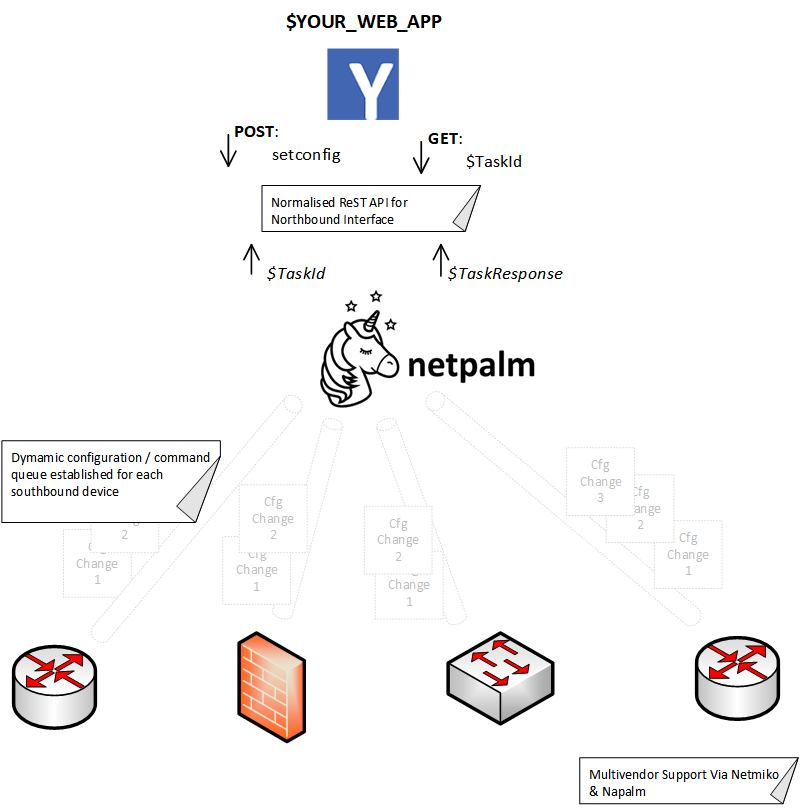 $YOUR_WEB_APP
Y
POST:
setconfig
GET:
$TaskId
Normalised ReST API for
Northbound Interface
$TaskId
$TaskResponse
netpalm
Dymamic configuration / command
queue established for each
southbound device
2
Cfg
Change
1
Cfg
Change
2
Cfg
Change
1
Cfg
Change
2
Cfg
Change
1
Cfg
Change
3
Cfg
Change
2
Cfg
Change
1
Multivendor Support Via Netmiko
& Napalm